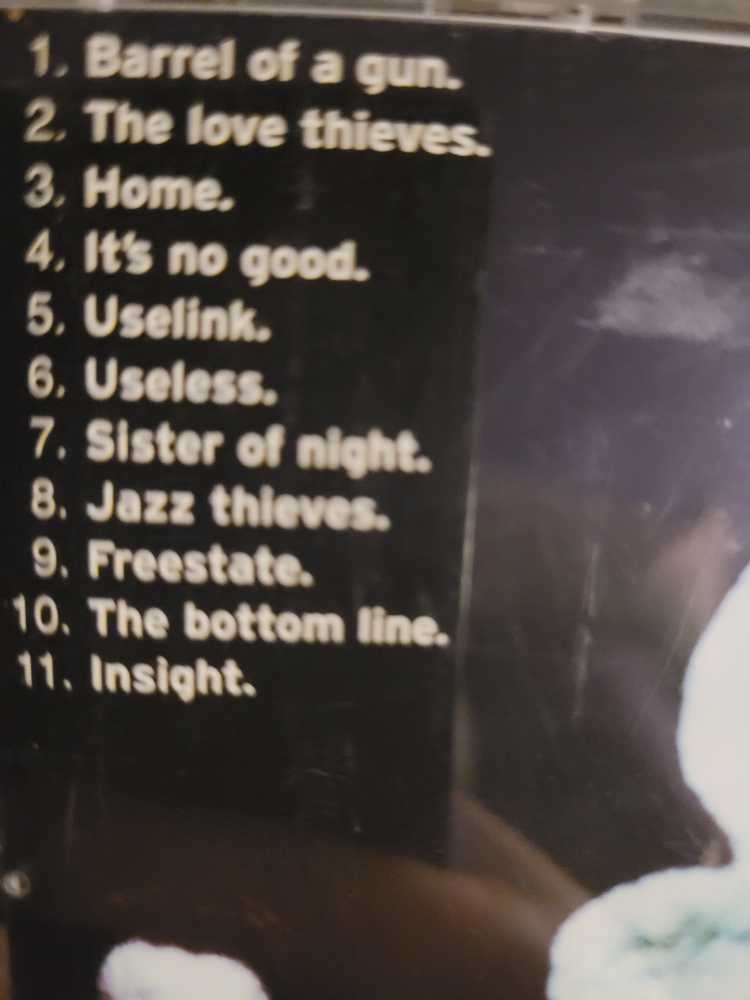 1. Barrel of a gun.
2. The love thieves.
3. Home.
4. It's no good.
5. Uselink.
6. Useless.
7. Sister of night.
8. Jazz thieves.
9. Freestate.
10. The bottom line.
11. Insight.